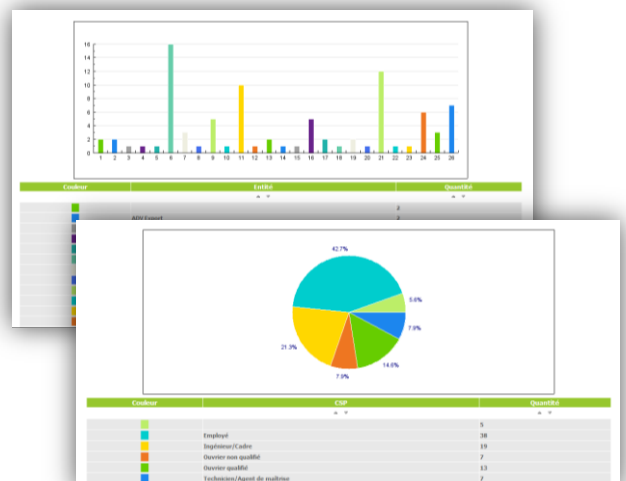 16
14
12
10
8
6
4
2
0
1 2 3 4 5 6 7 8 9 10 11 12 13 14 15 16 17 18 19 20 21 22 23 24 25 26
Couleur Entité Quantité
2
ADV Export 2
42.7%
5.6%
7.9%
14.6%
7.9%
21.3%
Couleur CSP Quantité
5
Employé 38
Ingénieur/Cadre 19
Ouvrier non qualifié 7
Ouvrier qualifié 13
Technicien/Agent de maîtrise 7